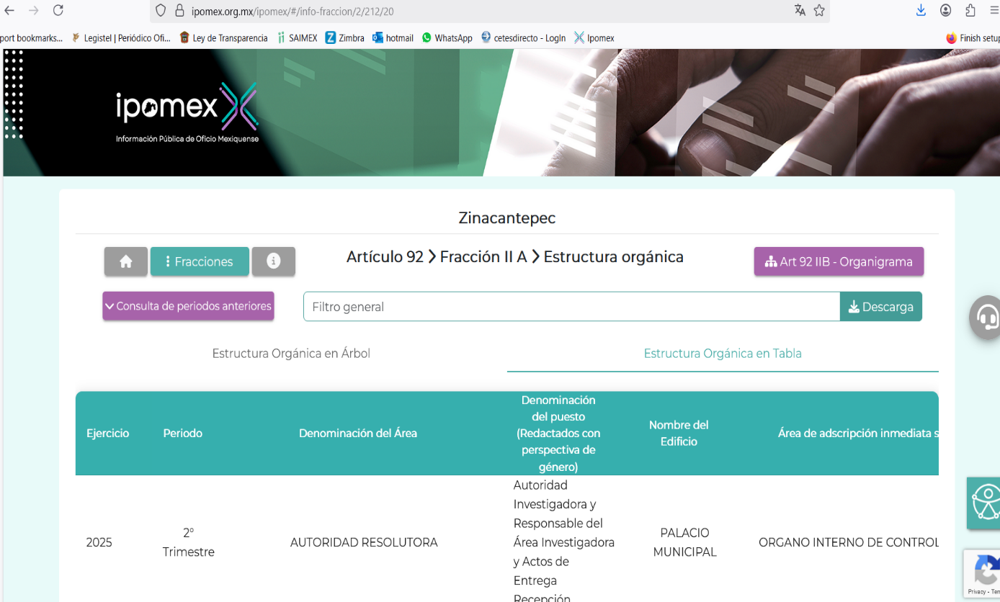 ipomex.org.mx/ipomex/#/info-fraccion/2/212/20
port bookmarks...
Legistel | Periódico Ofi...
Ley de Transparencia
SAIMEX
Zimbra
hotmail
WhatsApp
cetesdirecto - LogIn
Ipomex
Finish setup
ipomex
Información Pública de Oficio Mexiquense
Zinacantepec
Fracciones
Artículo 92 > Fracción II A > Estructura orgánica
Art 92 IIB - Organigrama
Consulta de periodos anteriores
Filtro general
Descarga
Estructura Orgánica en Árbol
Estructura Orgánica en Tabla
Ejercicio
Periodo
Denominación del Área
Denominación
del puesto
(Redactados con
perspectiva de
género)
Nombre del
Edificio
Área de adscripción inmediata s
2025
2º
Trimestre
AUTORIDAD RESOLUTORA
Autoridad
Investigadora y
Responsable del
Área Investigadora
y Actos de
Entrega
Recepción
PALACIO
MUNICIPAL
ORGANO INTERNO DE CONTROL
Privacy - Ter